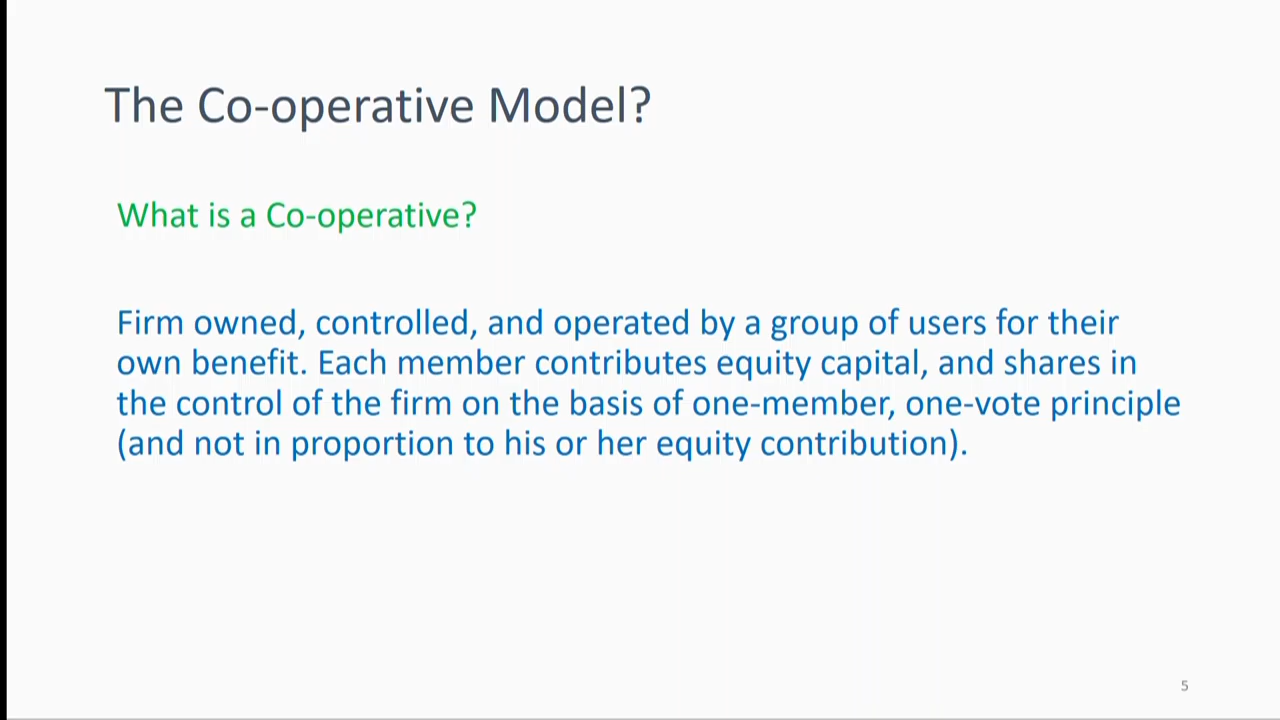 The Co-operative Model?
What is a Co-operative?
Firm owned, controlled, and operated by a group of users for their
own benefit. Each member contributes equity capital, and shares in
the control of the firm on the basis of one-member, one-vote principle
(and not in proportion to his or her equity contribution).
5